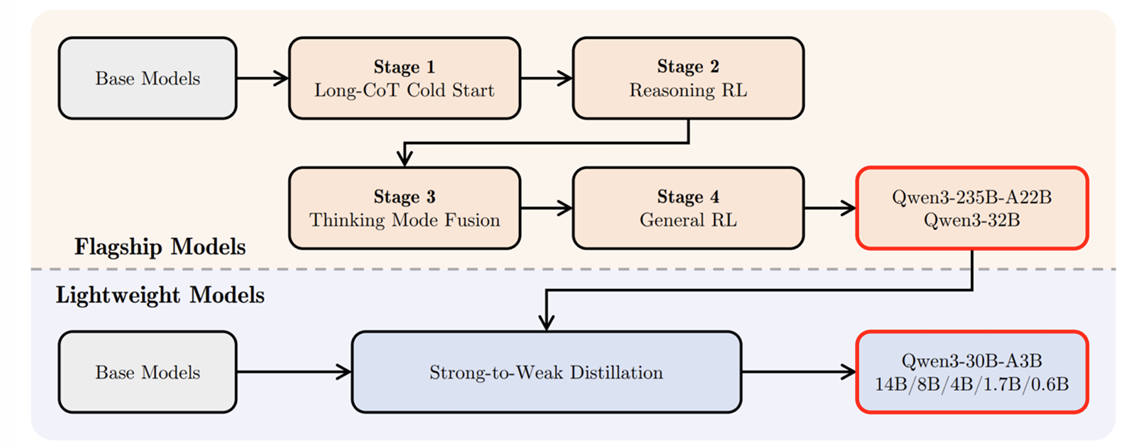 Base Models
Stage 1
Long-CoT Cold Start
Stage 2
Reasoning RL
Stage 3
Thinking Mode Fusion
Stage 4
General RL
Qwen3-235B-A22B
Qwen3-32B
Flagship Models
Lightweight Models
Base Models
Strong-to-Weak Distillation
Qwen3-30B-A3B
14B/8B/4B/1.7B/0.6B